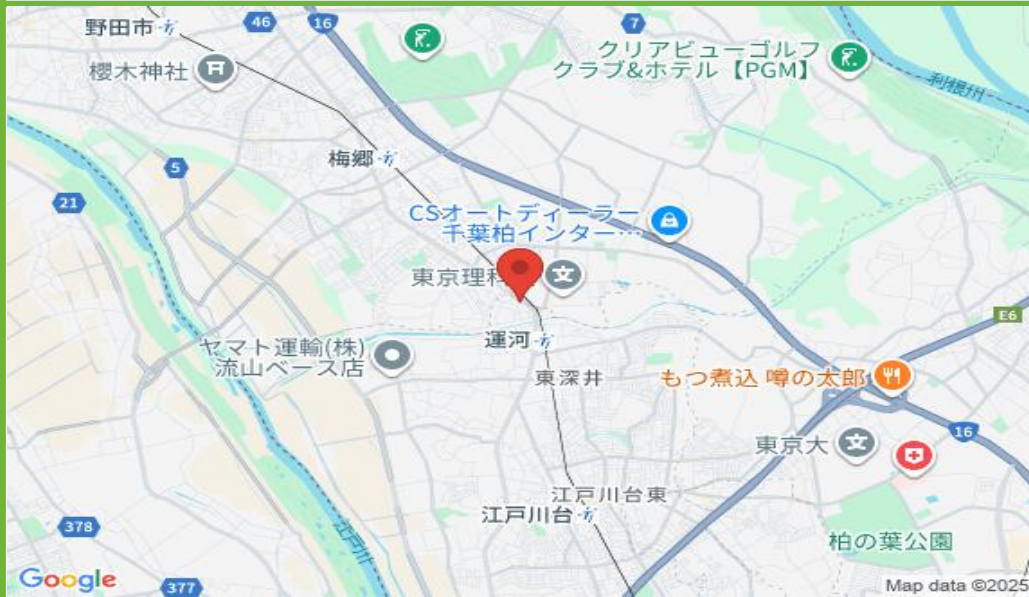 野田市
46
16
7
櫻木神社
クリアビューゴルフ
クラブ&ホテル【PGM】
利根川
梅郷
5
21
CSオートディーラー
千葉柏インター…
東京理科
E6
運河
ヤマト運輸(株)
流山ベース店
東深井
もつ煮込 噂の太郎
16
東京大
江戸川台東
江戸川台
378
江戸川
柏の葉公園
Google
377
Map data ©2025